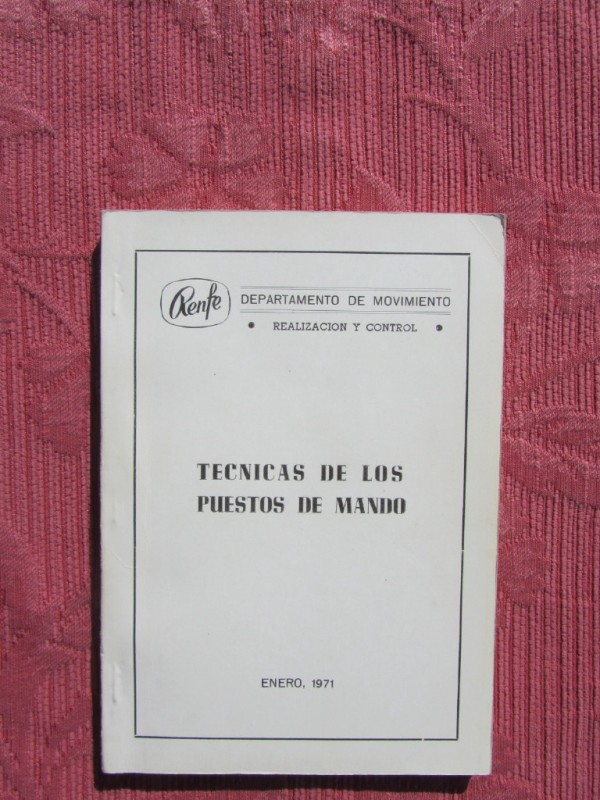 Renfe
DEPARTAMENTO DE MOVIMIENTO
• REALIZACION Y CONTROL •
TECNICAS DE LOS
PUESTOS DE MANDO
ENERO, 1971